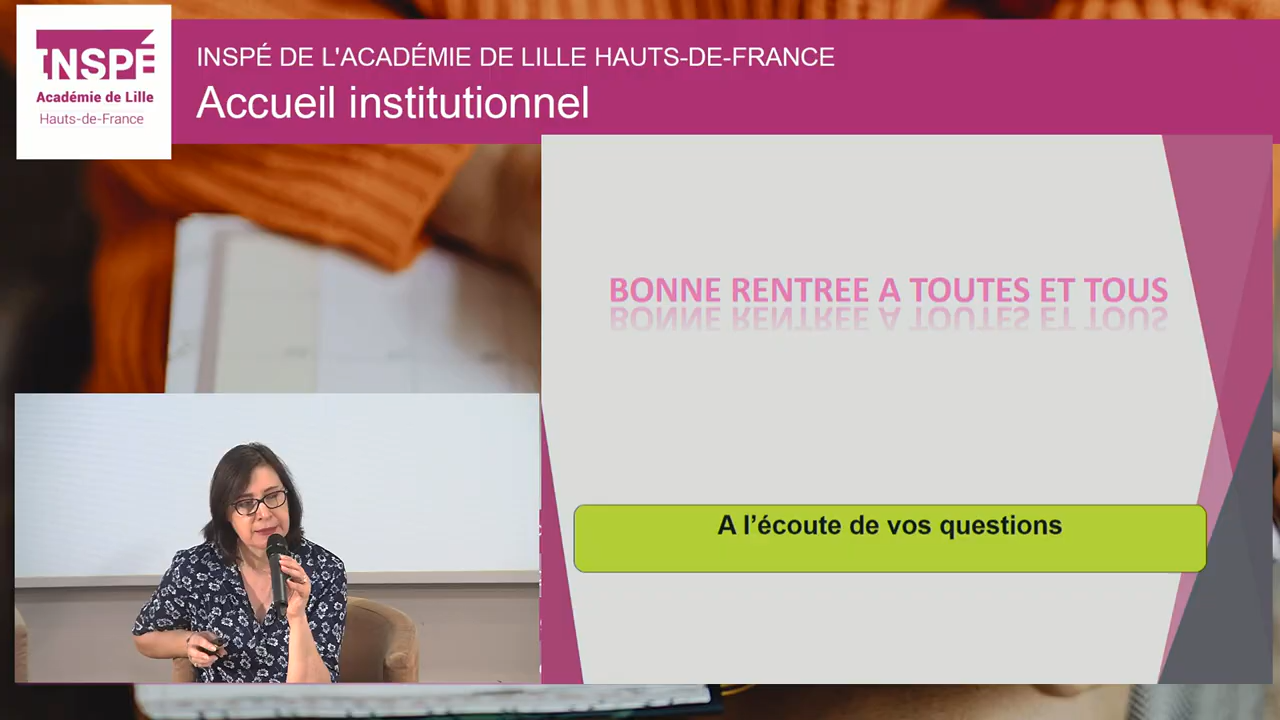 INSPÉ
Académie de Lille
Hauts-de-France
INSPÉ DE L'ACADÉMIE DE LILLE HAUTS-DE-FRANCE
Accueil institutionnel
BONNE RENTREE A TOUTES ET TOUS
A l’écoute de vos questions